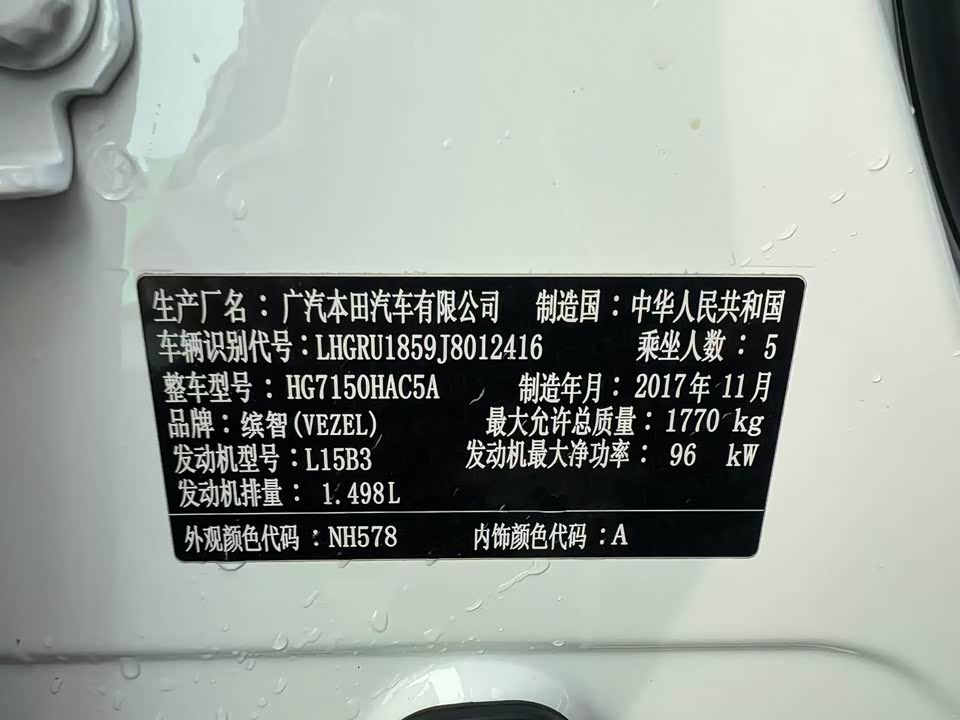 生产厂名：广汽本田汽车有限公司 制造国：中华人民共和国
车辆识别代号：LHGRU1859J8012416 乘坐人数：5
整车型号：HG7150HAC5A 制造年月：2017年11月
品牌：缤智(VEZEL) 最大允许总质量：1770 kg
发动机型号：L15B3 发动机最大净功率：96 kW
发动机排量：1.498L
外观颜色代码：NH578 内饰颜色代码：A